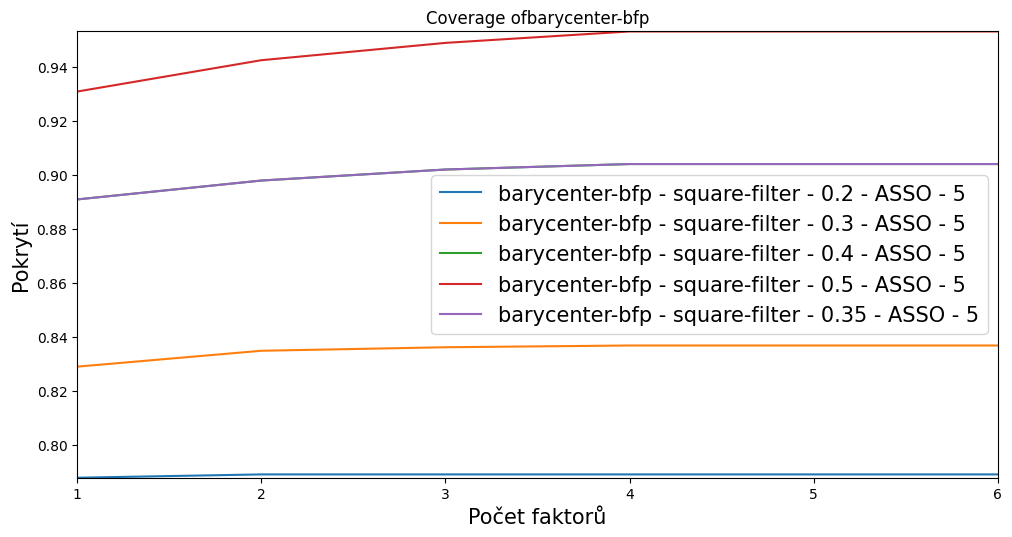 Coverage ofbarycenter-bfp
0.94
0.92
0.90
0.88
0.86
0.84
0.82
0.80
Pokrytí
barycenter-bfp - square-filter - 0.2 - ASSO - 5
barycenter-bfp - square-filter - 0.3 - ASSO - 5
barycenter-bfp - square-filter - 0.4 - ASSO - 5
barycenter-bfp - square-filter - 0.5 - ASSO - 5
barycenter-bfp - square-filter - 0.35 - ASSO - 5
1 2 3 4 5 6
Počet faktorů